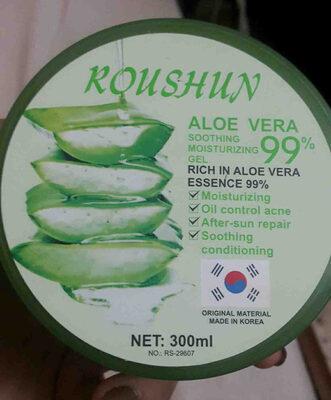 ROUSHUN
ALOE VERA
SOOTHING
MOISTURIZING 99%
GEL
RICH IN ALOE VERA
ESSENCE 99%
Moisturizing
Oil control acne
After-sun repair
Soothing
conditioning
ORIGINAL MATERIAL
MADE IN KOREA
NET: 300ml
NO.: RS-29607